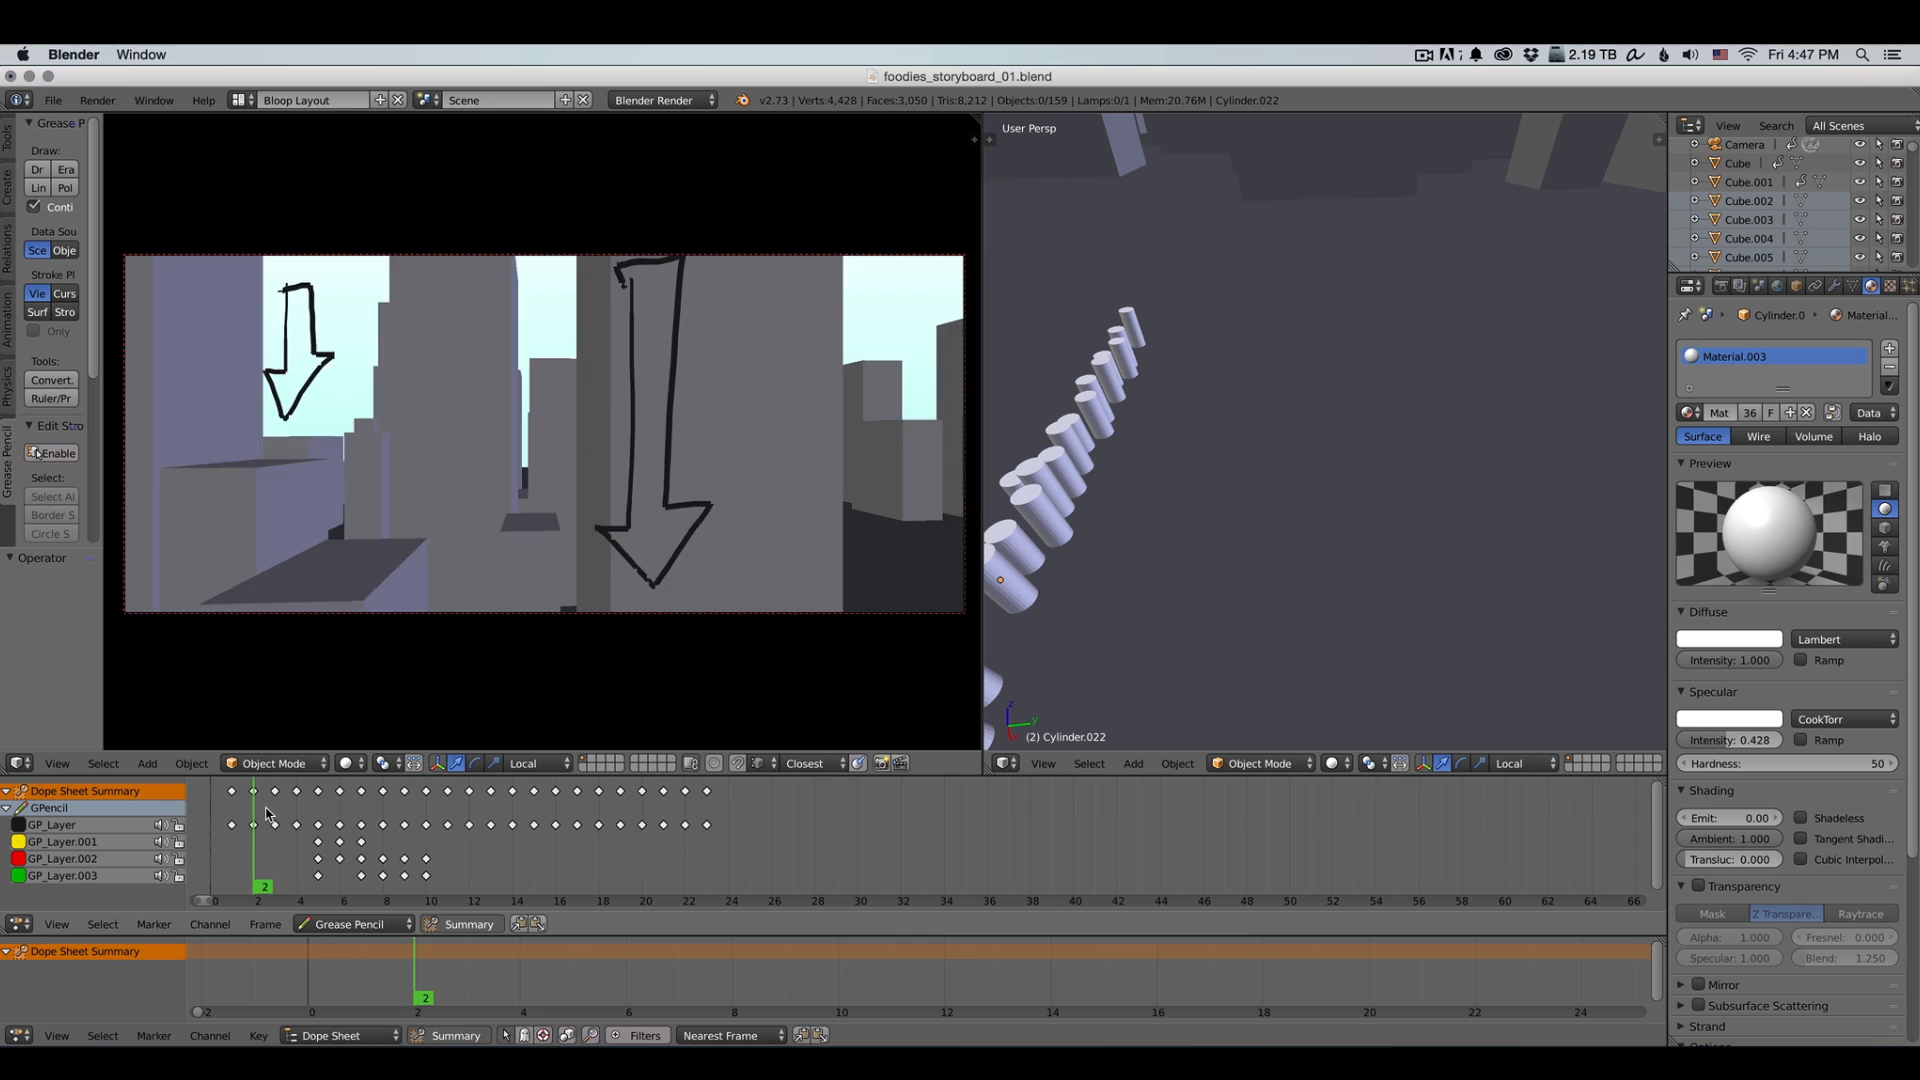 Blender Window 2.19 TB Fri 4:47 PM
foodies_storyboard_01.blend
File Render Window Help Bloop Layout Scene Blender Render v2.73 | Verts:4,428 | Faces:3,050 | Tris:8,212 | Objects:0/159 | Lamps:0/1 | Mem:20.76M | Cylinder.022
Tools
Create
Relations
Animation
Physics
Grease Pencil
Grease P
Draw:
Dr Era
Lin Pol
Conti
Data Sou
Sce Obje
Stroke Pl
Vie Curs
Surf Stro
Only
Tools:
Convert.
Ruler/Pr
Edit Stro
Enable
Select:
Select Al
Border S
Circle S
Operator
User Persp
(2) Cylinder.022
View Search All Scenes
Camera
Cube
Cube.001
Cube.002
Cube.003
Cube.004
Cube.005
Cylinder.0 Material...
Material.003
Mat 36 F Data
Surface Wire Volume Halo
Preview
Diffuse
Lambert
Intensity: 1.000 Ramp
Specular
CookTorr
Intensity: 0.428 Ramp
Hardness: 50
Shading
Emit: 0.00 Shadeless
Ambient: 1.000 Tangent Shadi...
Transluc: 0.000 Cubic Interpol...
Transparency
Mask Z Transpare... Raytrace
Alpha: 1.000 Fresnel: 0.000
Specular: 1.000 Blend: 1.250
Mirror
Subsurface Scattering
Strand
View Select Add Object Object Mode Local Closest
View Select Add Object Object Mode Local
Dope Sheet Summary
GPencil
GP_Layer
GP_Layer.001
GP_Layer.002
GP_Layer.003
2
0 2 4 6 8 10 12 14 16 18 20 22 24 26 28 30 32 34 36 38 40 42 44 46 48 50 52 54 56 58 60 62 64 66
View Select Marker Channel Frame Grease Pencil Summary
Dope Sheet Summary
2
-2 0 2 4 6 8 10 12 14 16 18 20 22 24
View Select Marker Channel Key Dope Sheet Summary Filters Nearest Frame